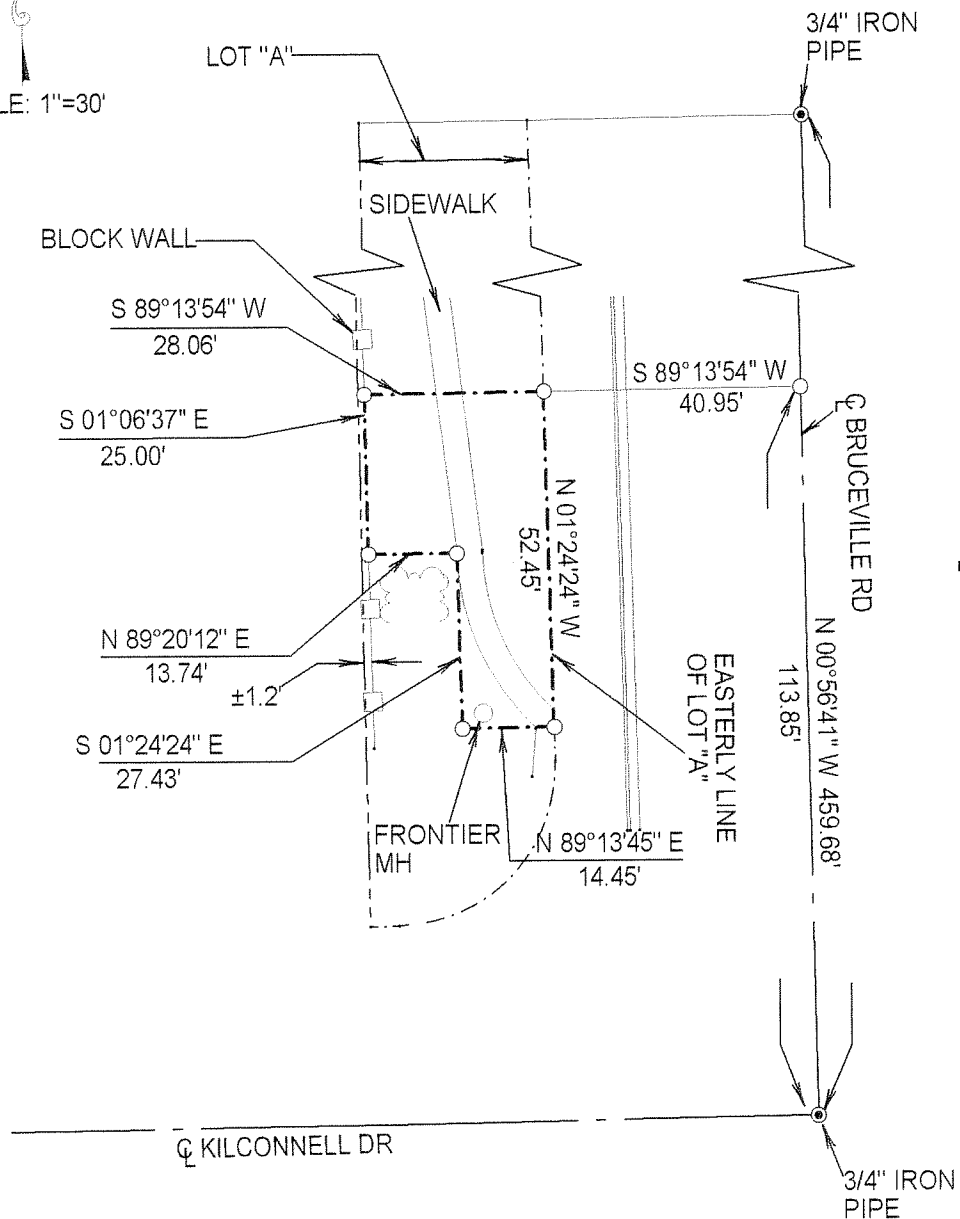 3/4" IRON
PIPE
LOT "A"
LE: 1"=30'
SIDEWALK
BLOCK WALL
S 89°13'54" W
28.06'
S 89°13'54" W
40.95'
S 01°06'37" E
25.00'
℄ BRUCEVILLE RD
N 01°24'24" W
52.45'
N 00°56'41" W 459.68'
113.85'
N 89°20'12" E
13.74'
±1.2'
EASTERLY LINE
OF LOT "A"
S 01°24'24" E
27.43'
FRONTIER
MH
N 89°13'45" E
14.45'
℄ KILCONNELL DR
3/4" IRON
PIPE